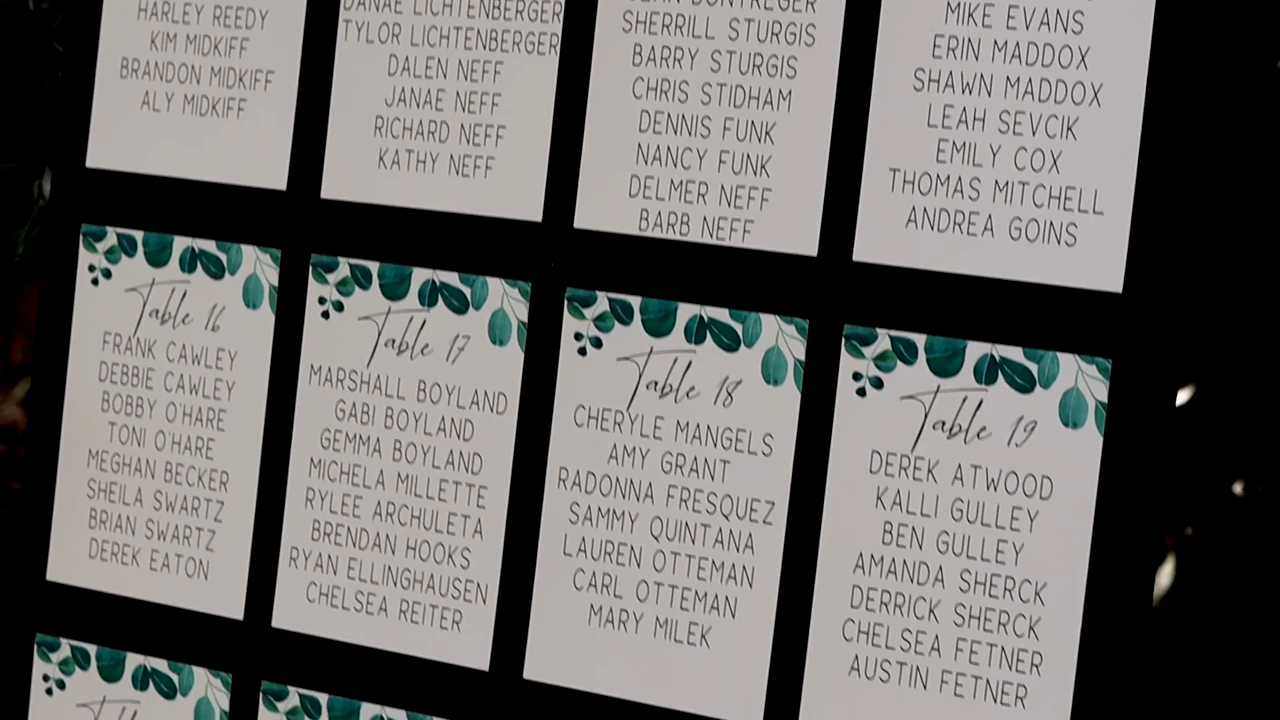 HARLEY REEDY
KIM MIDKIFF
BRANDON MIDKIFF
ALY MIDKIFF
DANAE LICHTENBERGER
TYLOR LICHTENBERGER
DALEN NEFF
JANAE NEFF
RICHARD NEFF
KATHY NEFF
BONTREGER
SHERRILL STURGIS
BARRY STURGIS
CHRIS STIDHAM
DENNIS FUNK
NANCY FUNK
DELMER NEFF
BARB NEFF
MIKE EVANS
ERIN MADDOX
SHAWN MADDOX
LEAH SEVCIK
EMILY COX
THOMAS MITCHELL
ANDREA GOINS
Table 16
FRANK CAWLEY
DEBBIE CAWLEY
BOBBY O'HARE
TONI O'HARE
MEGHAN BECKER
SHEILA SWARTZ
BRIAN SWARTZ
DEREK EATON
Table 17
MARSHALL BOYLAND
GABI BOYLAND
GEMMA BOYLAND
MICHELA MILLETTE
RYLEE ARCHULETA
BRENDAN HOOKS
RYAN ELLINGHAUSEN
CHELSEA REITER
Table 18
CHERYLE MANGELS
AMY GRANT
RADONNA FRESQUEZ
SAMMY QUINTANA
LAUREN OTTEMAN
CARL OTTEMAN
MARY MILEK
Table 19
DEREK ATWOOD
KALLI GULLEY
BEN GULLEY
AMANDA SHERCK
DERRICK SHERCK
CHELSEA FETNER
AUSTIN FETNER